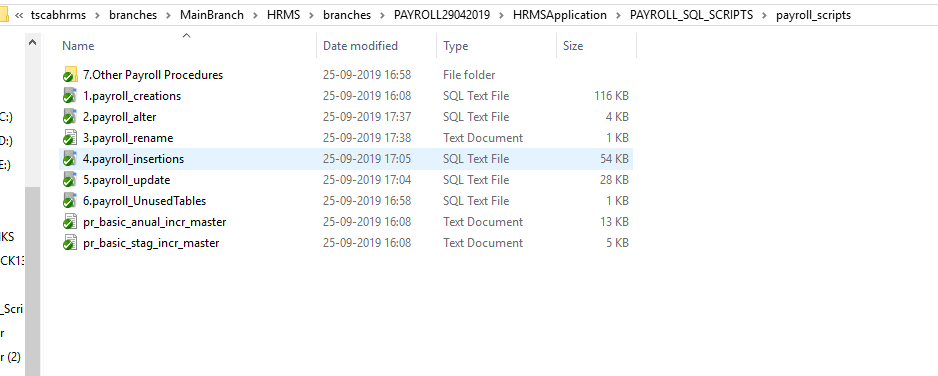 « tscabhrms > branches > MainBranch > HRMS > branches > PAYROLL29042019 > HRMSApplication > PAYROLL_SQL_SCRIPTS > payroll_scripts
Name Date modified Type Size
7.Other Payroll Procedures 25-09-2019 16:58 File folder
1.payroll_creations 25-09-2019 16:08 SQL Text File 116 KB
C:) 2.payroll_alter 25-09-2019 17:37 SQL Text File 4 KB
D:) 3.payroll_rename 25-09-2019 17:38 Text Document 1 KB
E:) 4.payroll_insertions 25-09-2019 17:05 SQL Text File 54 KB
5.payroll_update 25-09-2019 17:04 SQL Text File 28 KB
6.payroll_UnusedTables 25-09-2019 16:58 SQL Text File 1 KB
pr_basic_anual_incr_master 25-09-2019 16:08 Text Document 13 KB
KS pr_basic_stag_incr_master 25-09-2019 16:08 Text Document 5 KB
CK13
_Scri
r
r (2)